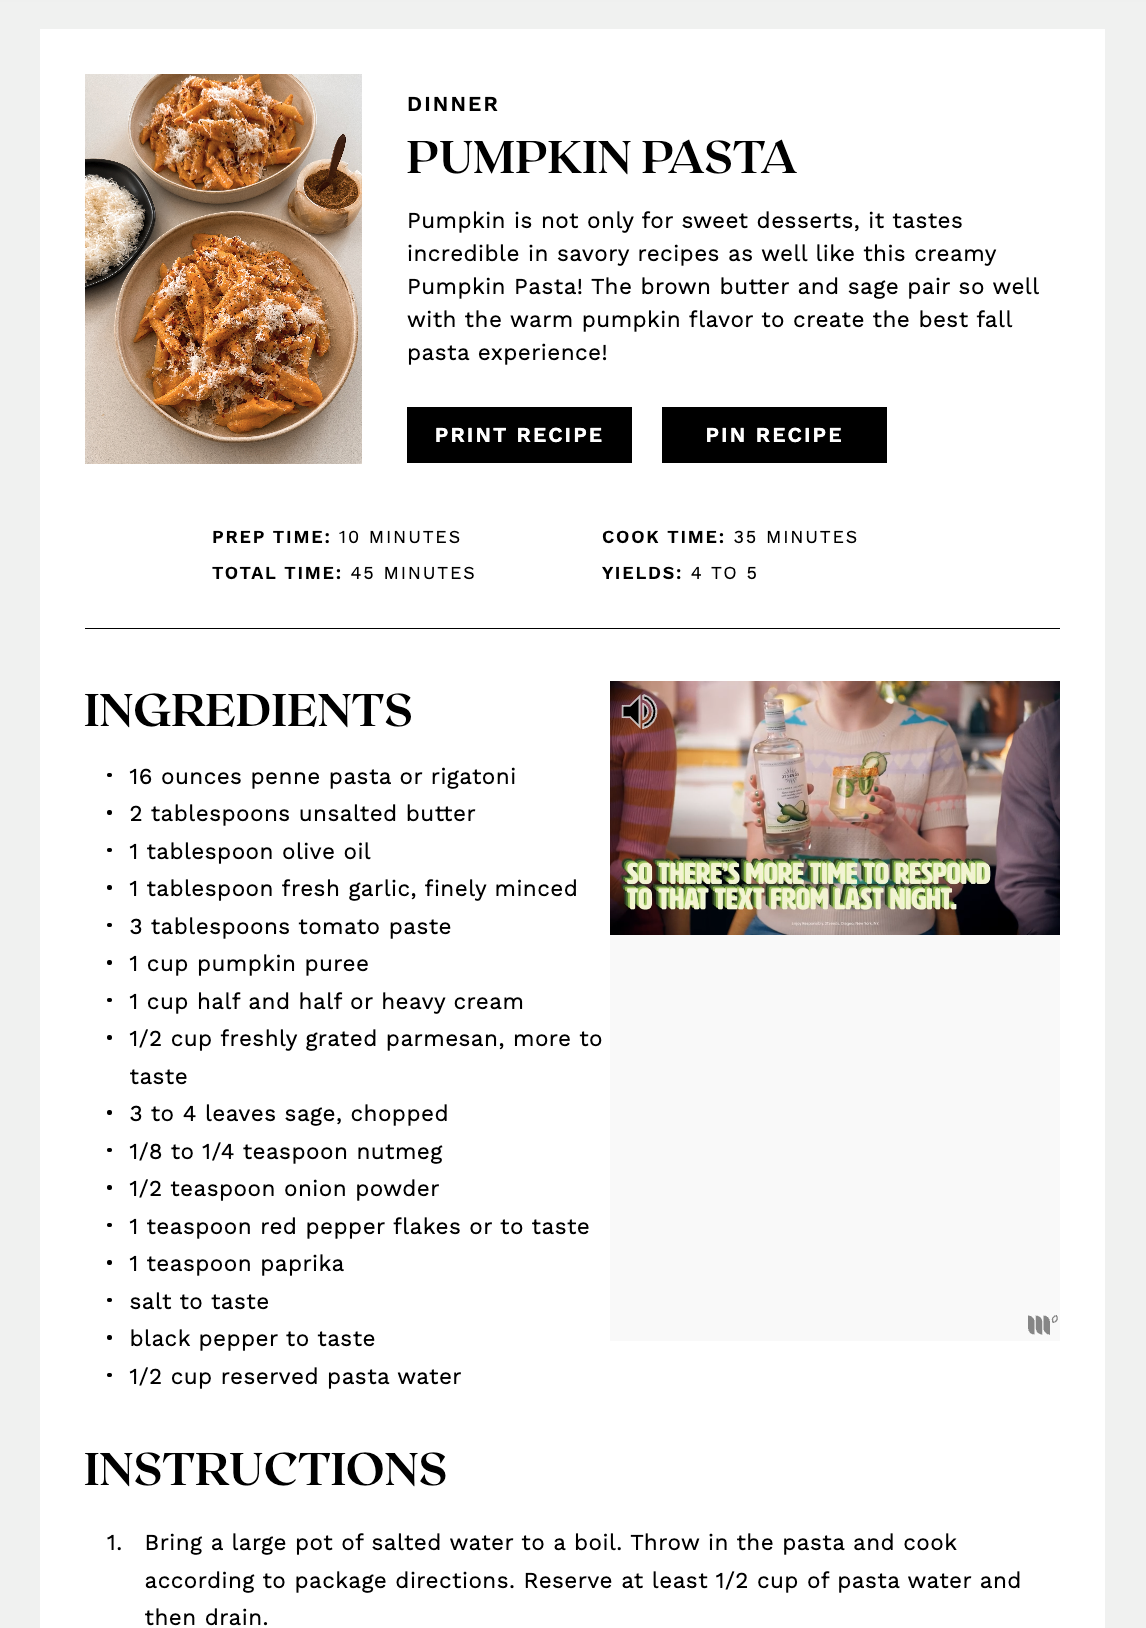 DINNER
PUMPKIN PASTA
Pumpkin is not only for sweet desserts, it tastes
incredible in savory recipes as well like this creamy
Pumpkin Pasta! The brown butter and sage pair so well
with the warm pumpkin flavor to create the best fall
pasta experience!
PRINT RECIPE
PIN RECIPE
PREP TIME: 10 MINUTES
COOK TIME: 35 MINUTES
TOTAL TIME: 45 MINUTES
YIELDS: 4 TO 5
INGREDIENTS
• 16 ounces penne pasta or rigatoni
• 2 tablespoons unsalted butter
• 1 tablespoon olive oil
• 1 tablespoon fresh garlic, finely minced
• 3 tablespoons tomato paste
• 1 cup pumpkin puree
• 1 cup half and half or heavy cream
• 1/2 cup freshly grated parmesan, more to
taste
• 3 to 4 leaves sage, chopped
• 1/8 to 1/4 teaspoon nutmeg
• 1/2 teaspoon onion powder
• 1 teaspoon red pepper flakes or to taste
• 1 teaspoon paprika
• salt to taste
• black pepper to taste
• 1/2 cup reserved pasta water
SO THERE'S MORE TIME TO RESPOND
TO THAT TEXT FROM LAST NIGHT.
INSTRUCTIONS
1. Bring a large pot of salted water to a boil. Throw in the pasta and cook
according to package directions. Reserve at least 1/2 cup of pasta water and
then drain.